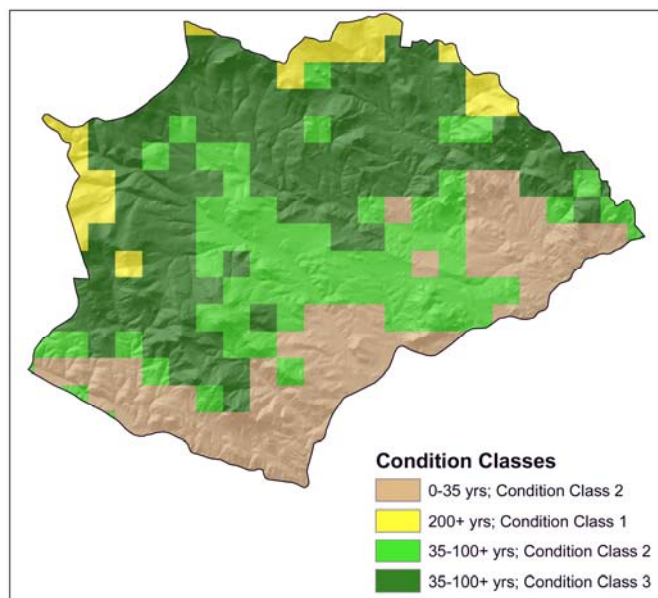 Condition Classes
0-35 yrs; Condition Class 2
200+ yrs; Condition Class 1
35-100+ yrs; Condition Class 2
35-100+ yrs; Condition Class 3